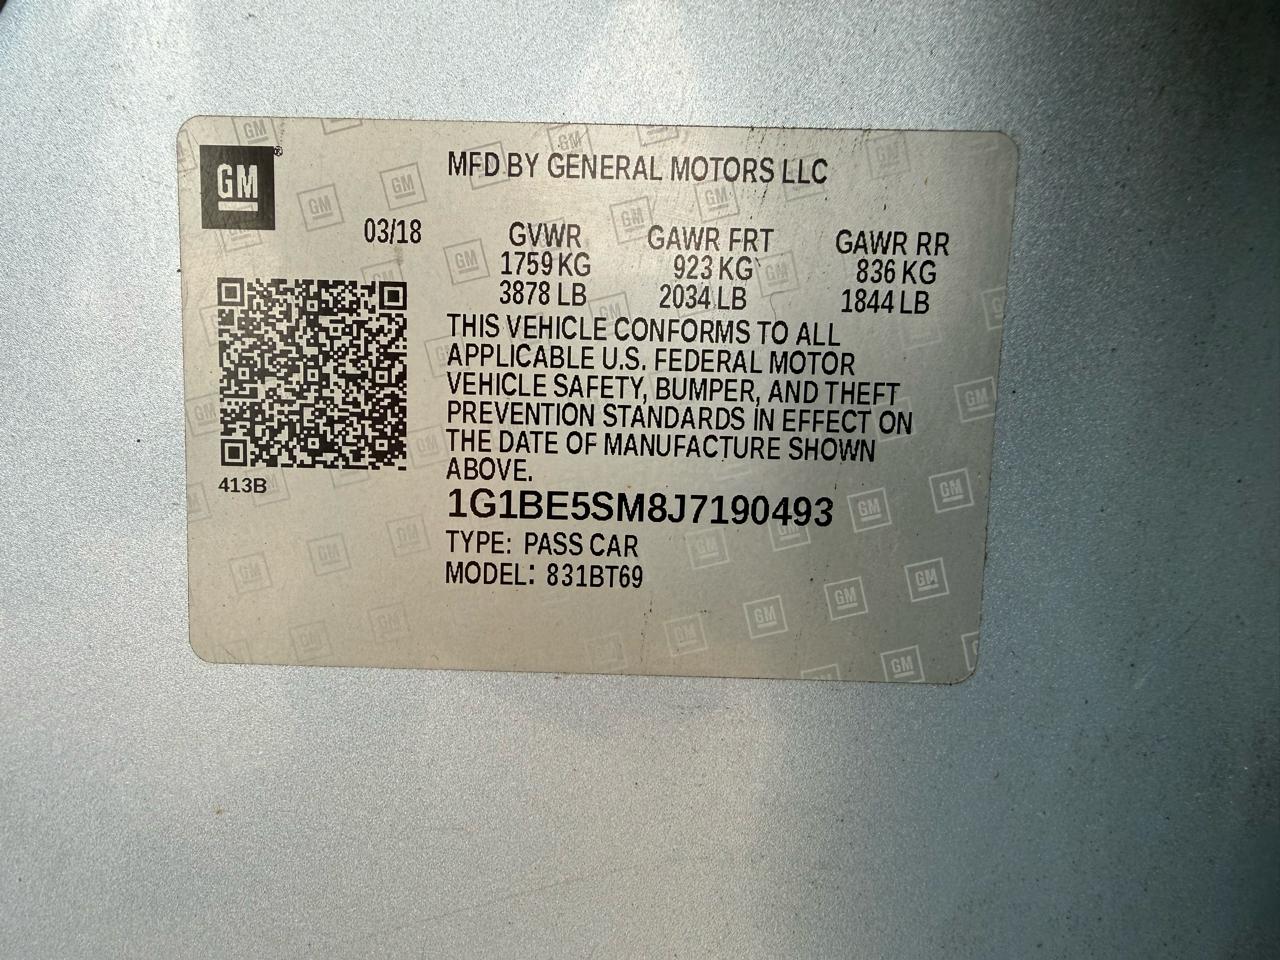 GM
MFD BY GENERAL MOTORS LLC
03/18
GVWR GAWR FRT GAWR RR
1759 KG 923 KG 836 KG
3878 LB 2034 LB 1844 LB
THIS VEHICLE CONFORMS TO ALL
APPLICABLE U.S. FEDERAL MOTOR
VEHICLE SAFETY, BUMPER, AND THEFT
PREVENTION STANDARDS IN EFFECT ON
THE DATE OF MANUFACTURE SHOWN
ABOVE.
413B
1G1BE5SM8J7190493
TYPE: PASS CAR
MODEL: 831BT69